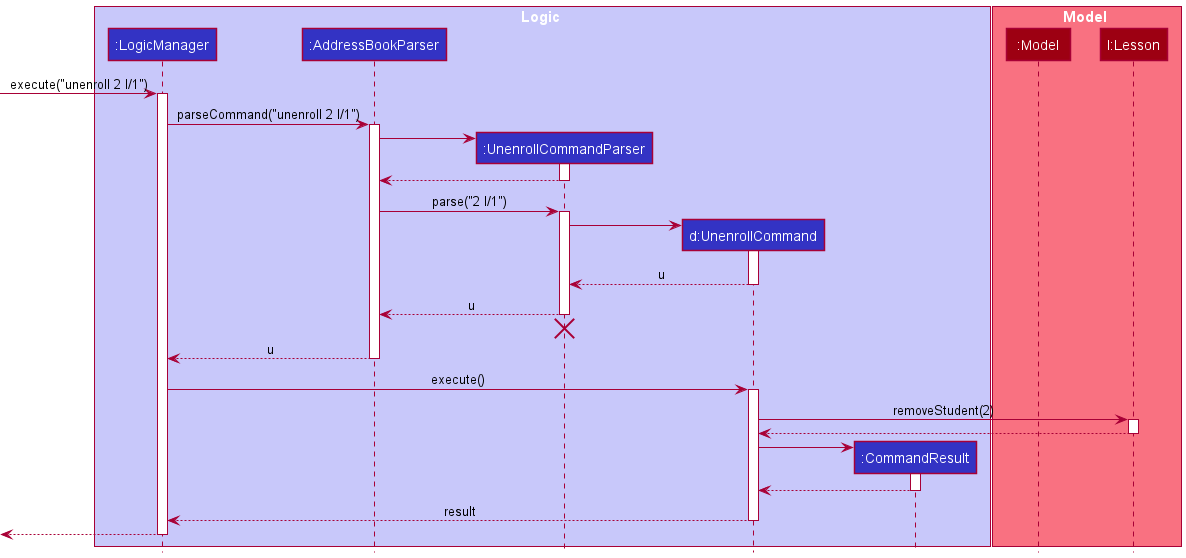 Logic
Model
:LogicManager
:AddressBookParser
:Model
l:Lesson
execute("unenroll 2 l/1")
parseCommand("unenroll 2 l/1")
:UnenrollCommandParser
parse("2 l/1")
d:UnenrollCommand
u
u
u
execute()
removeStudent(2)
:CommandResult
result